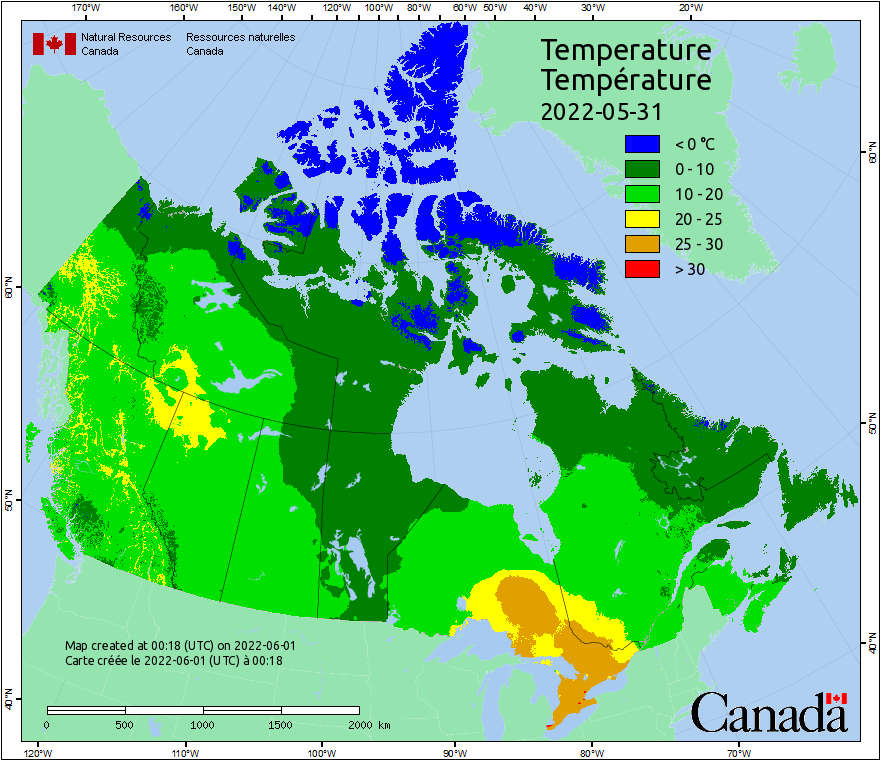 170°W 160°W 150°W 140°W 120°W 100°W 80°W 60°W 50°W 40°W 30°W 20°W
Natural Resources Ressources naturelles
Canada Canada
Temperature
Température
2022-05-31
< 0 °C
0 - 10
10 - 20
20 - 25
25 - 30
> 30
60°N
60°N
50°N
50°N
40°N
40°N
Map created at 00:18 (UTC) on 2022-06-01
Carte créée le 2022-06-01 (UTC) à 00:18
0 500 1000 1500 2000 km
Canada
120°W 110°W 100°W 90°W 80°W 70°W